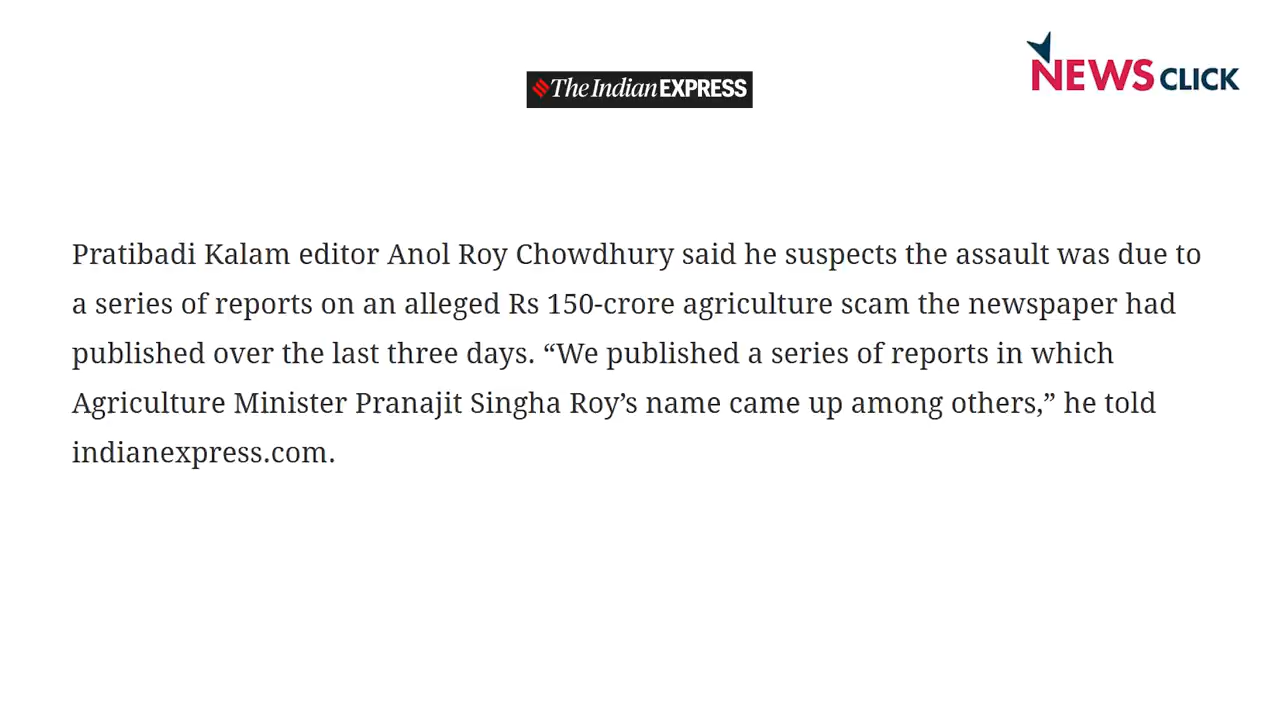 The Indian EXPRESS
NEWS CLICK
Pratibadi Kalam editor Anol Roy Chowdhury said he suspects the assault was due to
a series of reports on an alleged Rs 150-crore agriculture scam the newspaper had
published over the last three days. “We published a series of reports in which
Agriculture Minister Pranajit Singha Roy’s name came up among others,” he told
indianexpress.com.